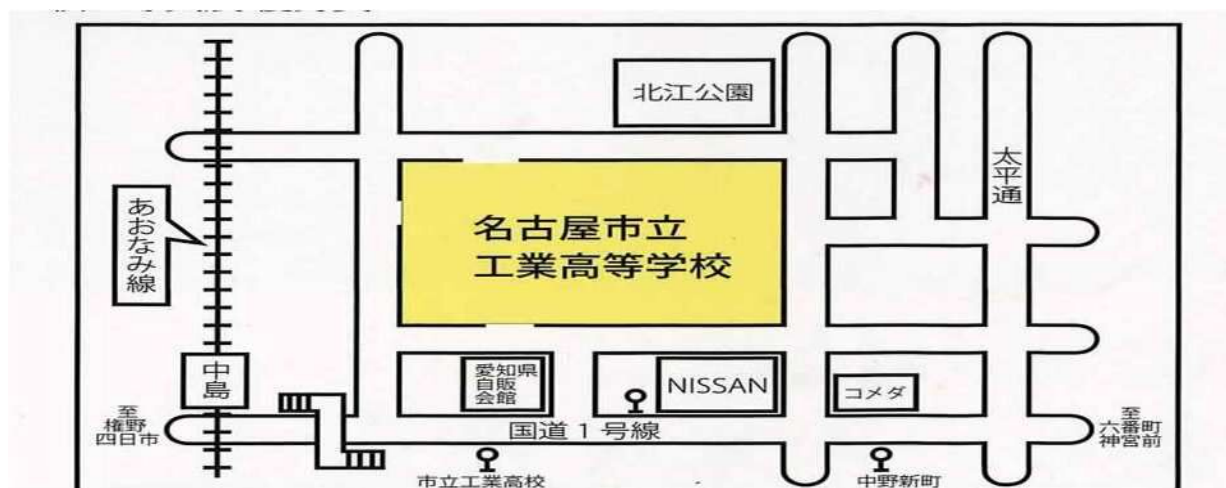 北江公園
太平通
あおなみ線
名古屋市立
工業高等学校
中島
愛知県
自販
会館
NISSAN
コメダ
至
権野
四日市
国道1号線
至
六番町
神宮前
市立工業高校
中野新町